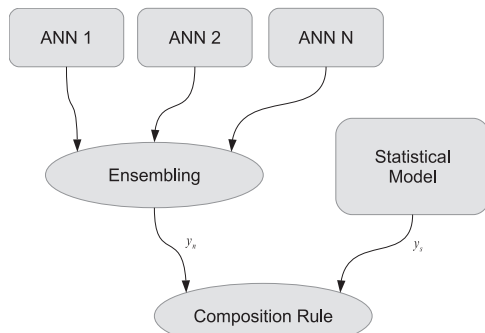 ANN 1
ANN 2
ANN N
Ensembling
Statistical
Model
yₙ
yₛ
Composition Rule